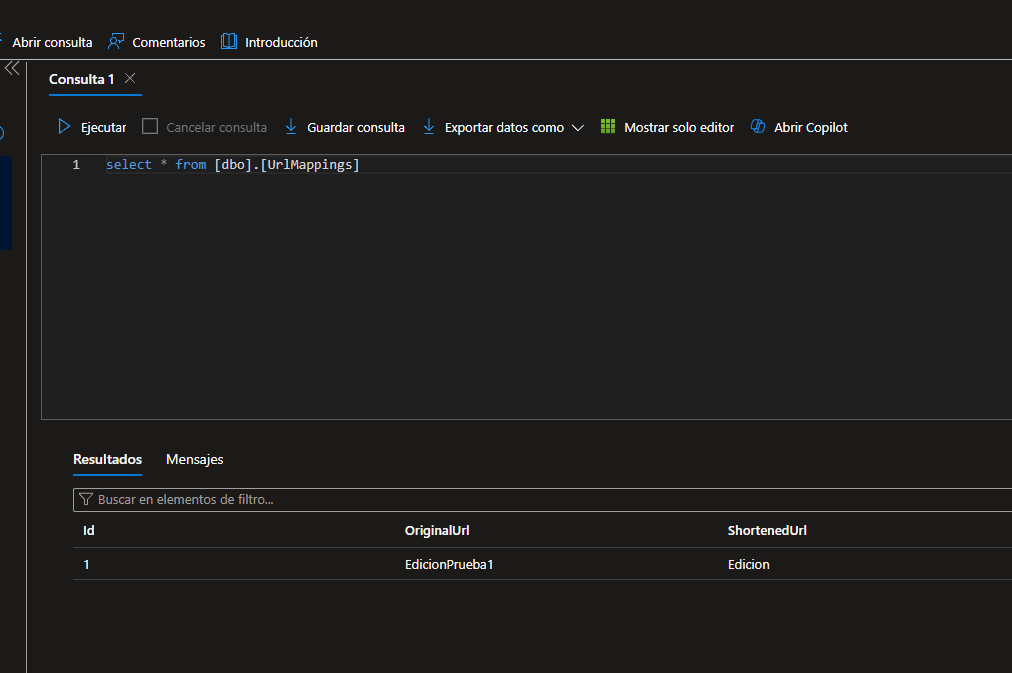 Abrir consulta Comentarios Introducción
Consulta 1
Ejecutar Cancelar consulta Guardar consulta Exportar datos como Mostrar solo editor Abrir Copilot
1 select * from [dbo].[UrlMappings]
Resultados Mensajes
Buscar en elementos de filtro...
Id OriginalUrl ShortenedUrl
1 EdicionPrueba1 Edicion